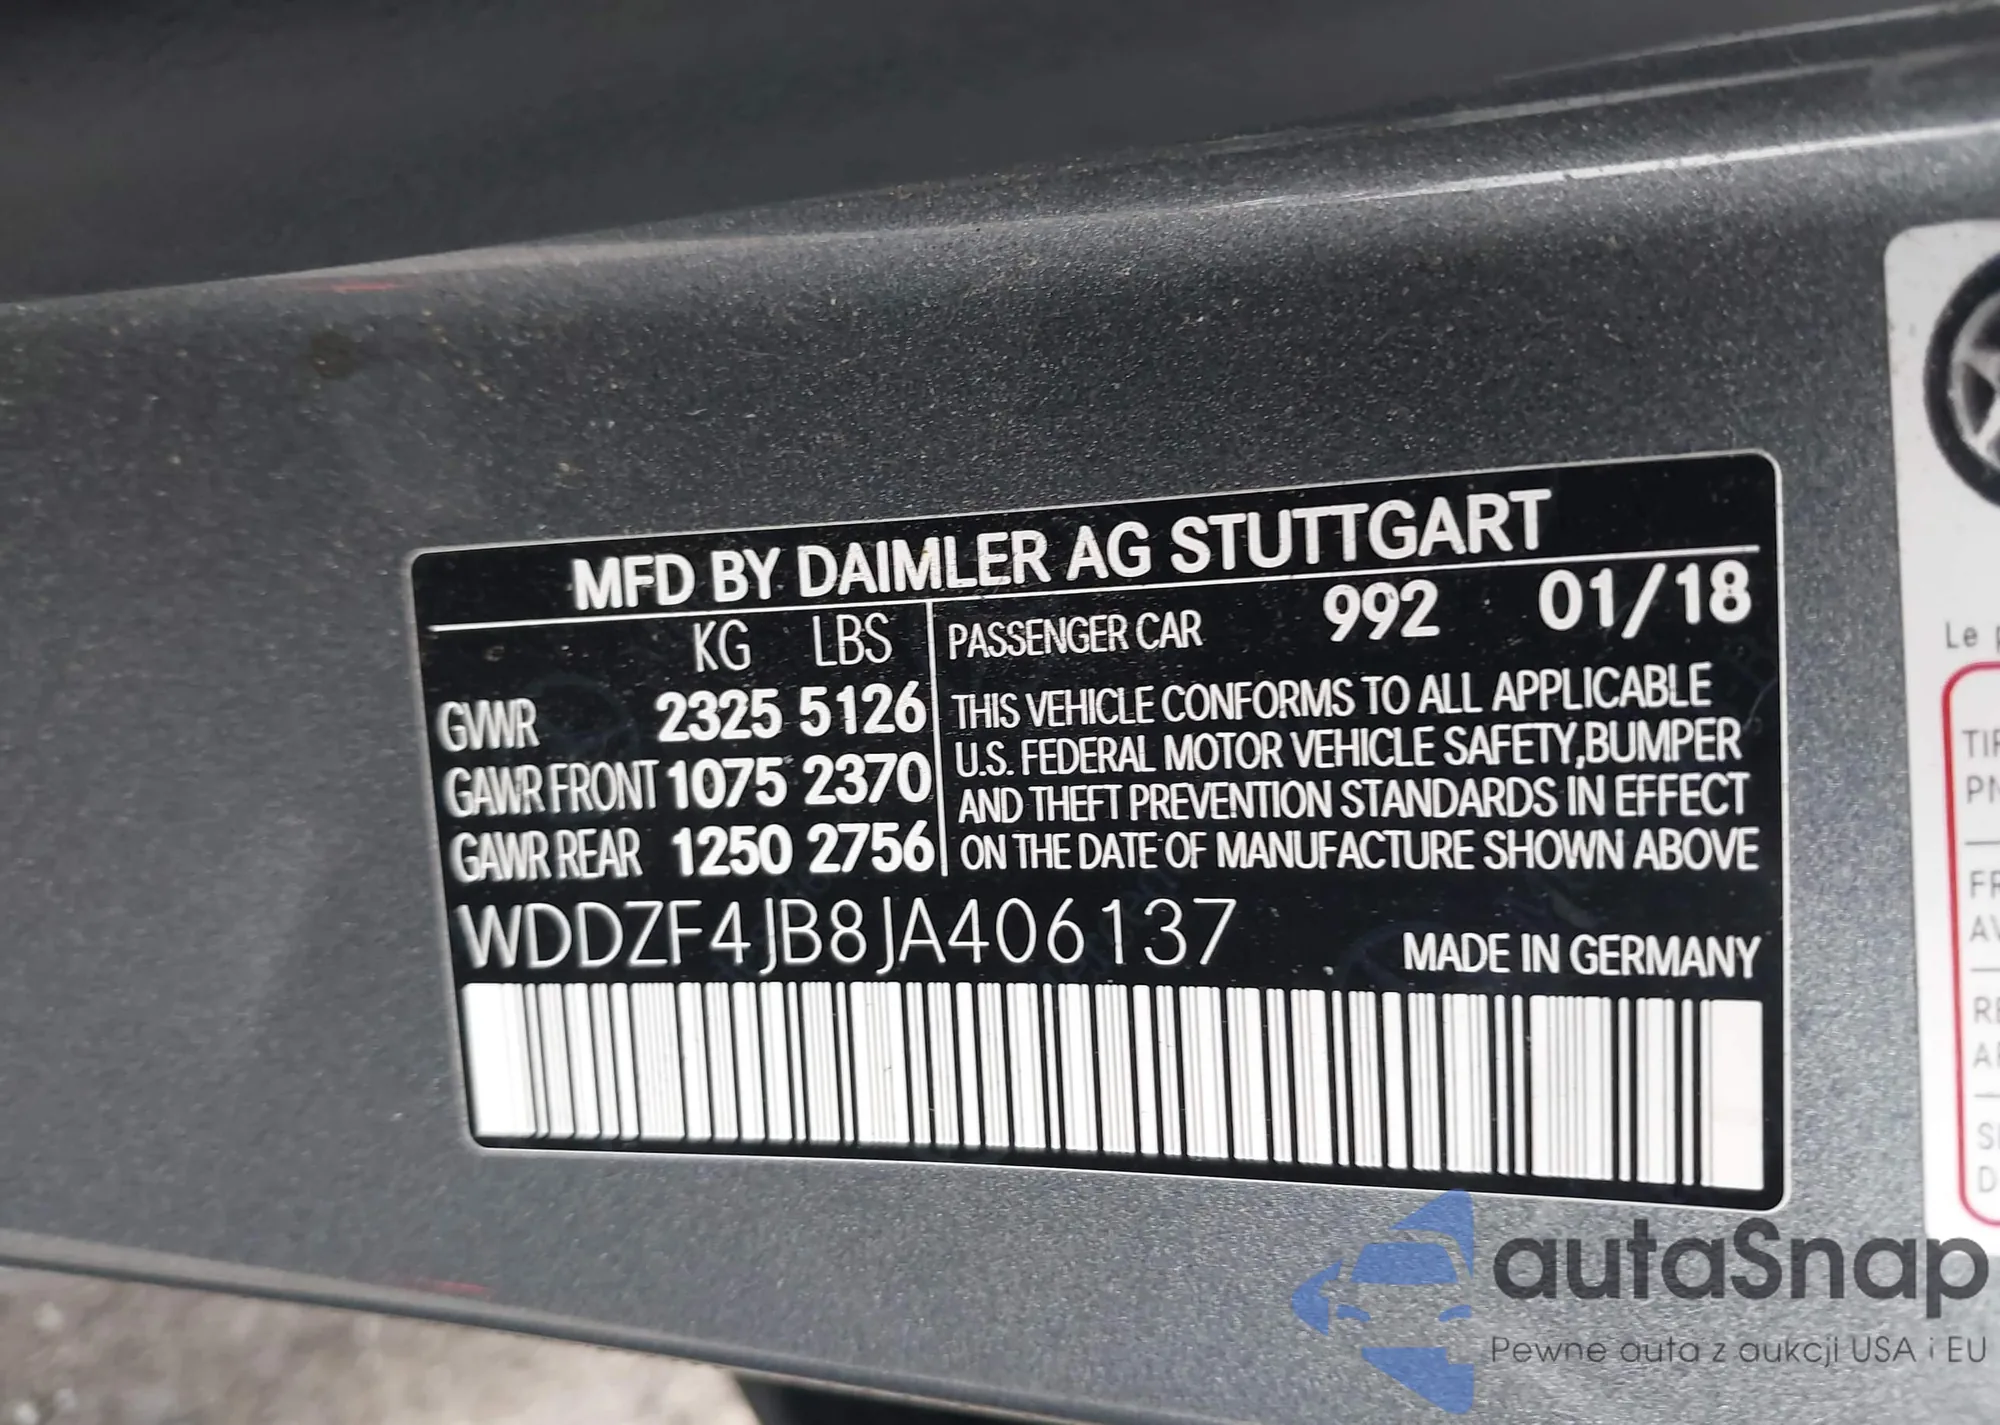 MFD BY DAIMLER AG STUTTGART
KG LBS PASSENGER CAR 992 01/18
GVWR 2325 5126
GAWR FRONT 1075 2370
GAWR REAR 1250 2756
THIS VEHICLE CONFORMS TO ALL APPLICABLE
U.S. FEDERAL MOTOR VEHICLE SAFETY,BUMPER
AND THEFT PREVENTION STANDARDS IN EFFECT
ON THE DATE OF MANUFACTURE SHOWN ABOVE
WDDZF4JB8JA406137
MADE IN GERMANY
Le
autaSnap
Pewne auta z aukcji USA i EU